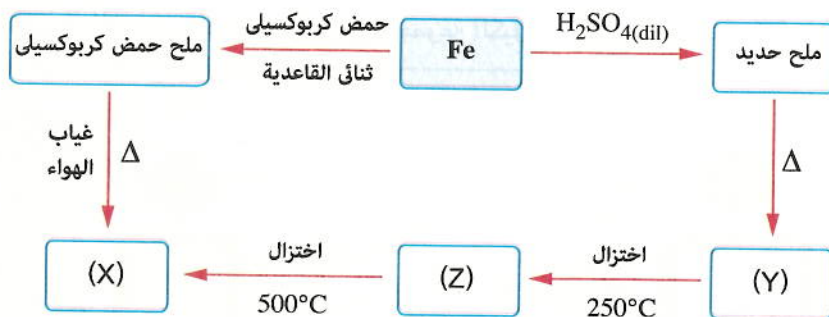 ملح حمض كربوكسيلى
حمض كربوكسيلى
ثنائى القاعدية
Fe
H₂SO₄(dil)
ملح حديد
غياب
الهواء
Δ
Δ
(X)
اختزال
500°C
(Z)
اختزال
250°C
(Y)